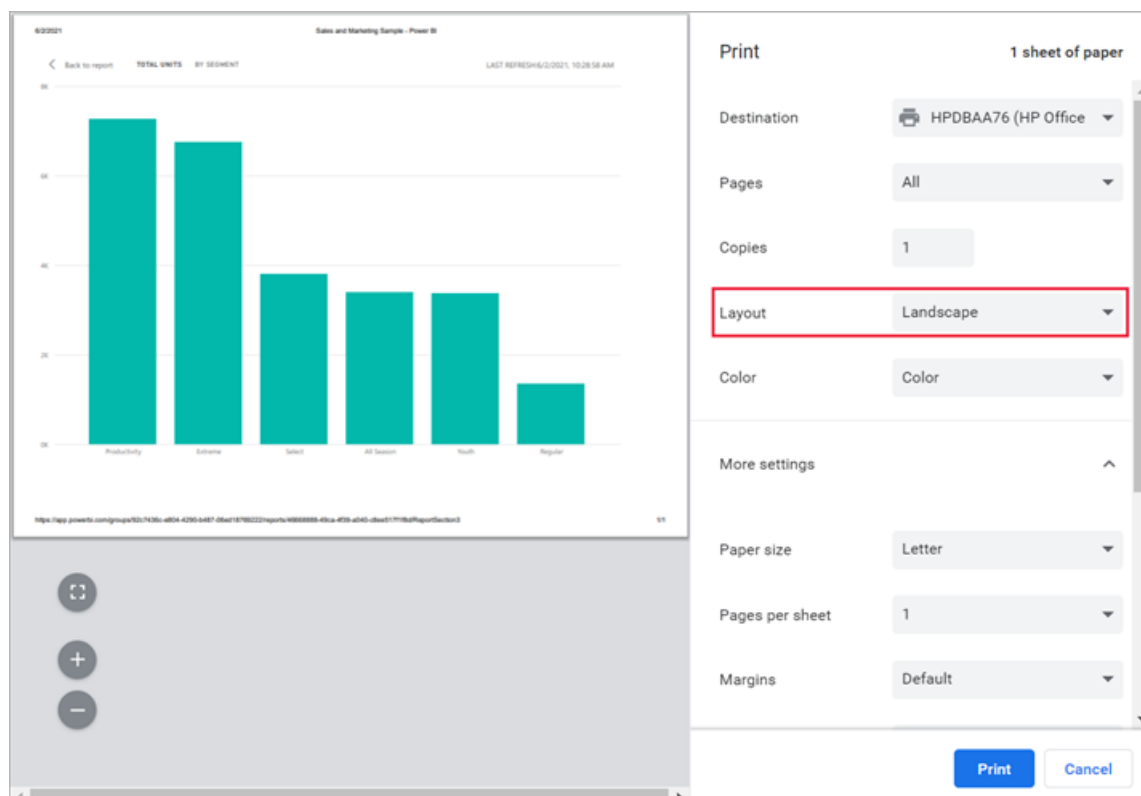 6/2/2021 Sales and Marketing Sample - Power BI
Back to report TOTAL UNITS BY SEGMENT LAST REFRESH:6/2/2021, 10:28:58 AM
8K
6K
4K
2K
0K
Productivity Extreme Select All Season Youth Regular
1/1
Print 1 sheet of paper
Destination HPDBAA76 (HP Office
Pages All
Copies 1
Layout Landscape
Color Color
More settings
Paper size Letter
Pages per sheet 1
Margins Default
Print Cancel